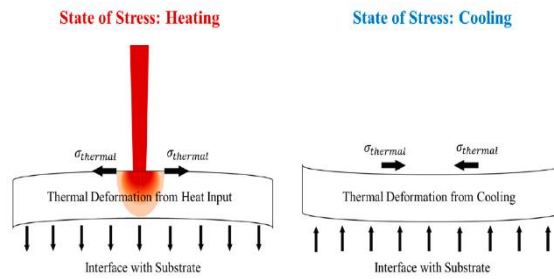 State of Stress: Heating
State of Stress: Cooling
σthermal
σthermal
σthermal
σthermal
Thermal Deformation from Heat Input
Thermal Deformation from Cooling
Interface with Substrate
Interface with Substrate